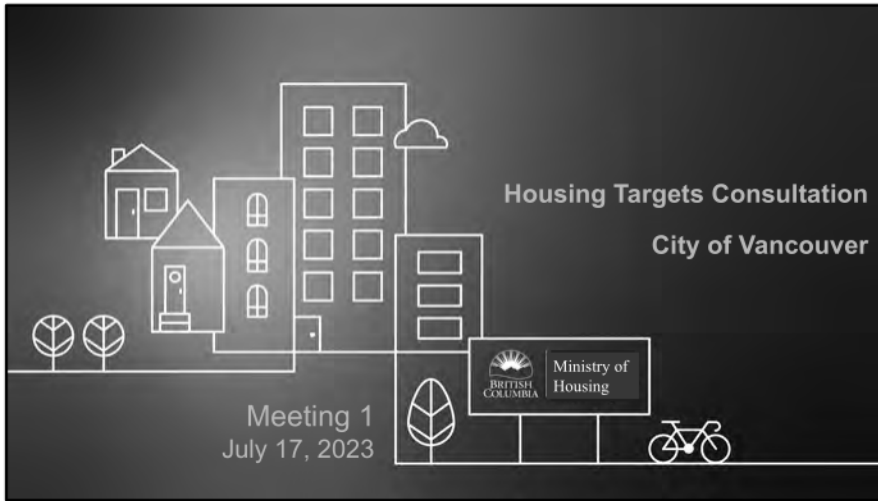 Housing Targets Consultation
City of Vancouver
BRITISH
COLUMBIA
Ministry of
Housing
Meeting 1
July 17, 2023